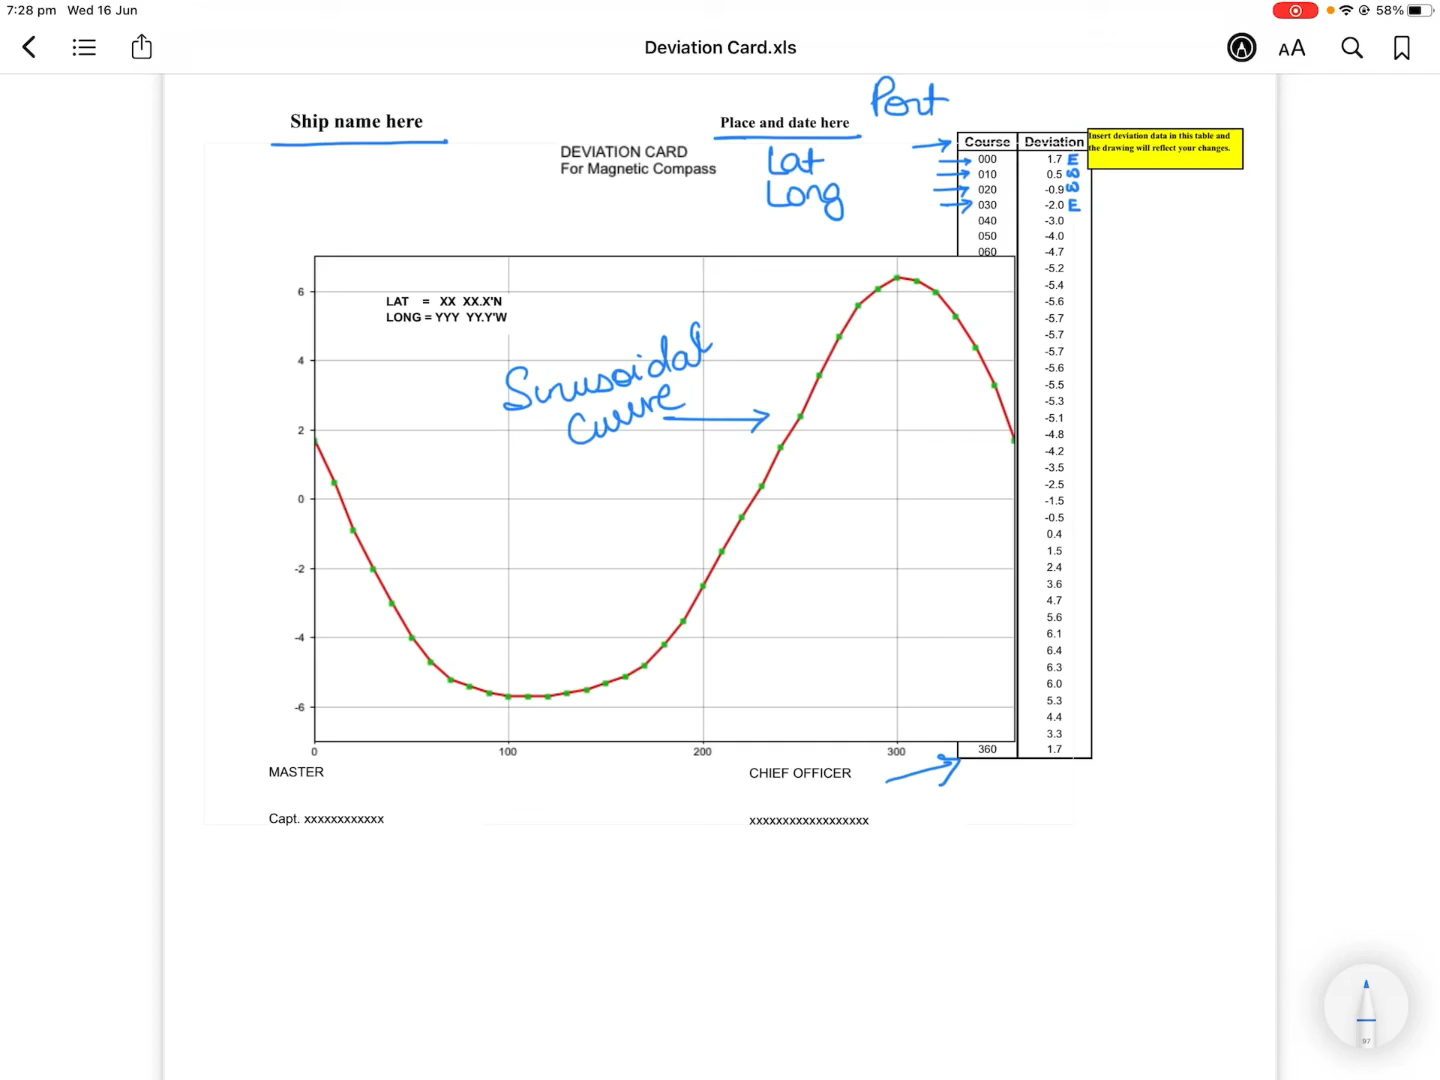 7:28 pm Wed 16 Jun
58%
Deviation Card.xls
AA
Port
Ship name here
Place and date here
Lat
Long
DEVIATION CARD
For Magnetic Compass
Insert deviation data in this table and
the drawing will reflect your changes.
Course Deviation
000 1.7 E
010 0.5
020 -0.9
030 -2.0 E
040 -3.0
050 -4.0
060 -4.7
-5.2
-5.4
-5.6
-5.7
-5.7
-5.7
-5.6
-5.5
-5.3
-5.1
-4.8
-4.2
-3.5
-2.5
-1.5
-0.5
0.4
1.5
2.4
3.6
4.7
5.6
6.1
6.4
6.3
6.0
5.3
4.4
3.3
360 1.7
LAT = XX XX.X'N
LONG = YYY YY.Y'W
Sinusoidal
Curve
6
4
2
0
-2
-4
-6
0 100 200 300
MASTER
CHIEF OFFICER
Capt. xxxxxxxxxxxx
xxxxxxxxxxxxxxxxxx
97